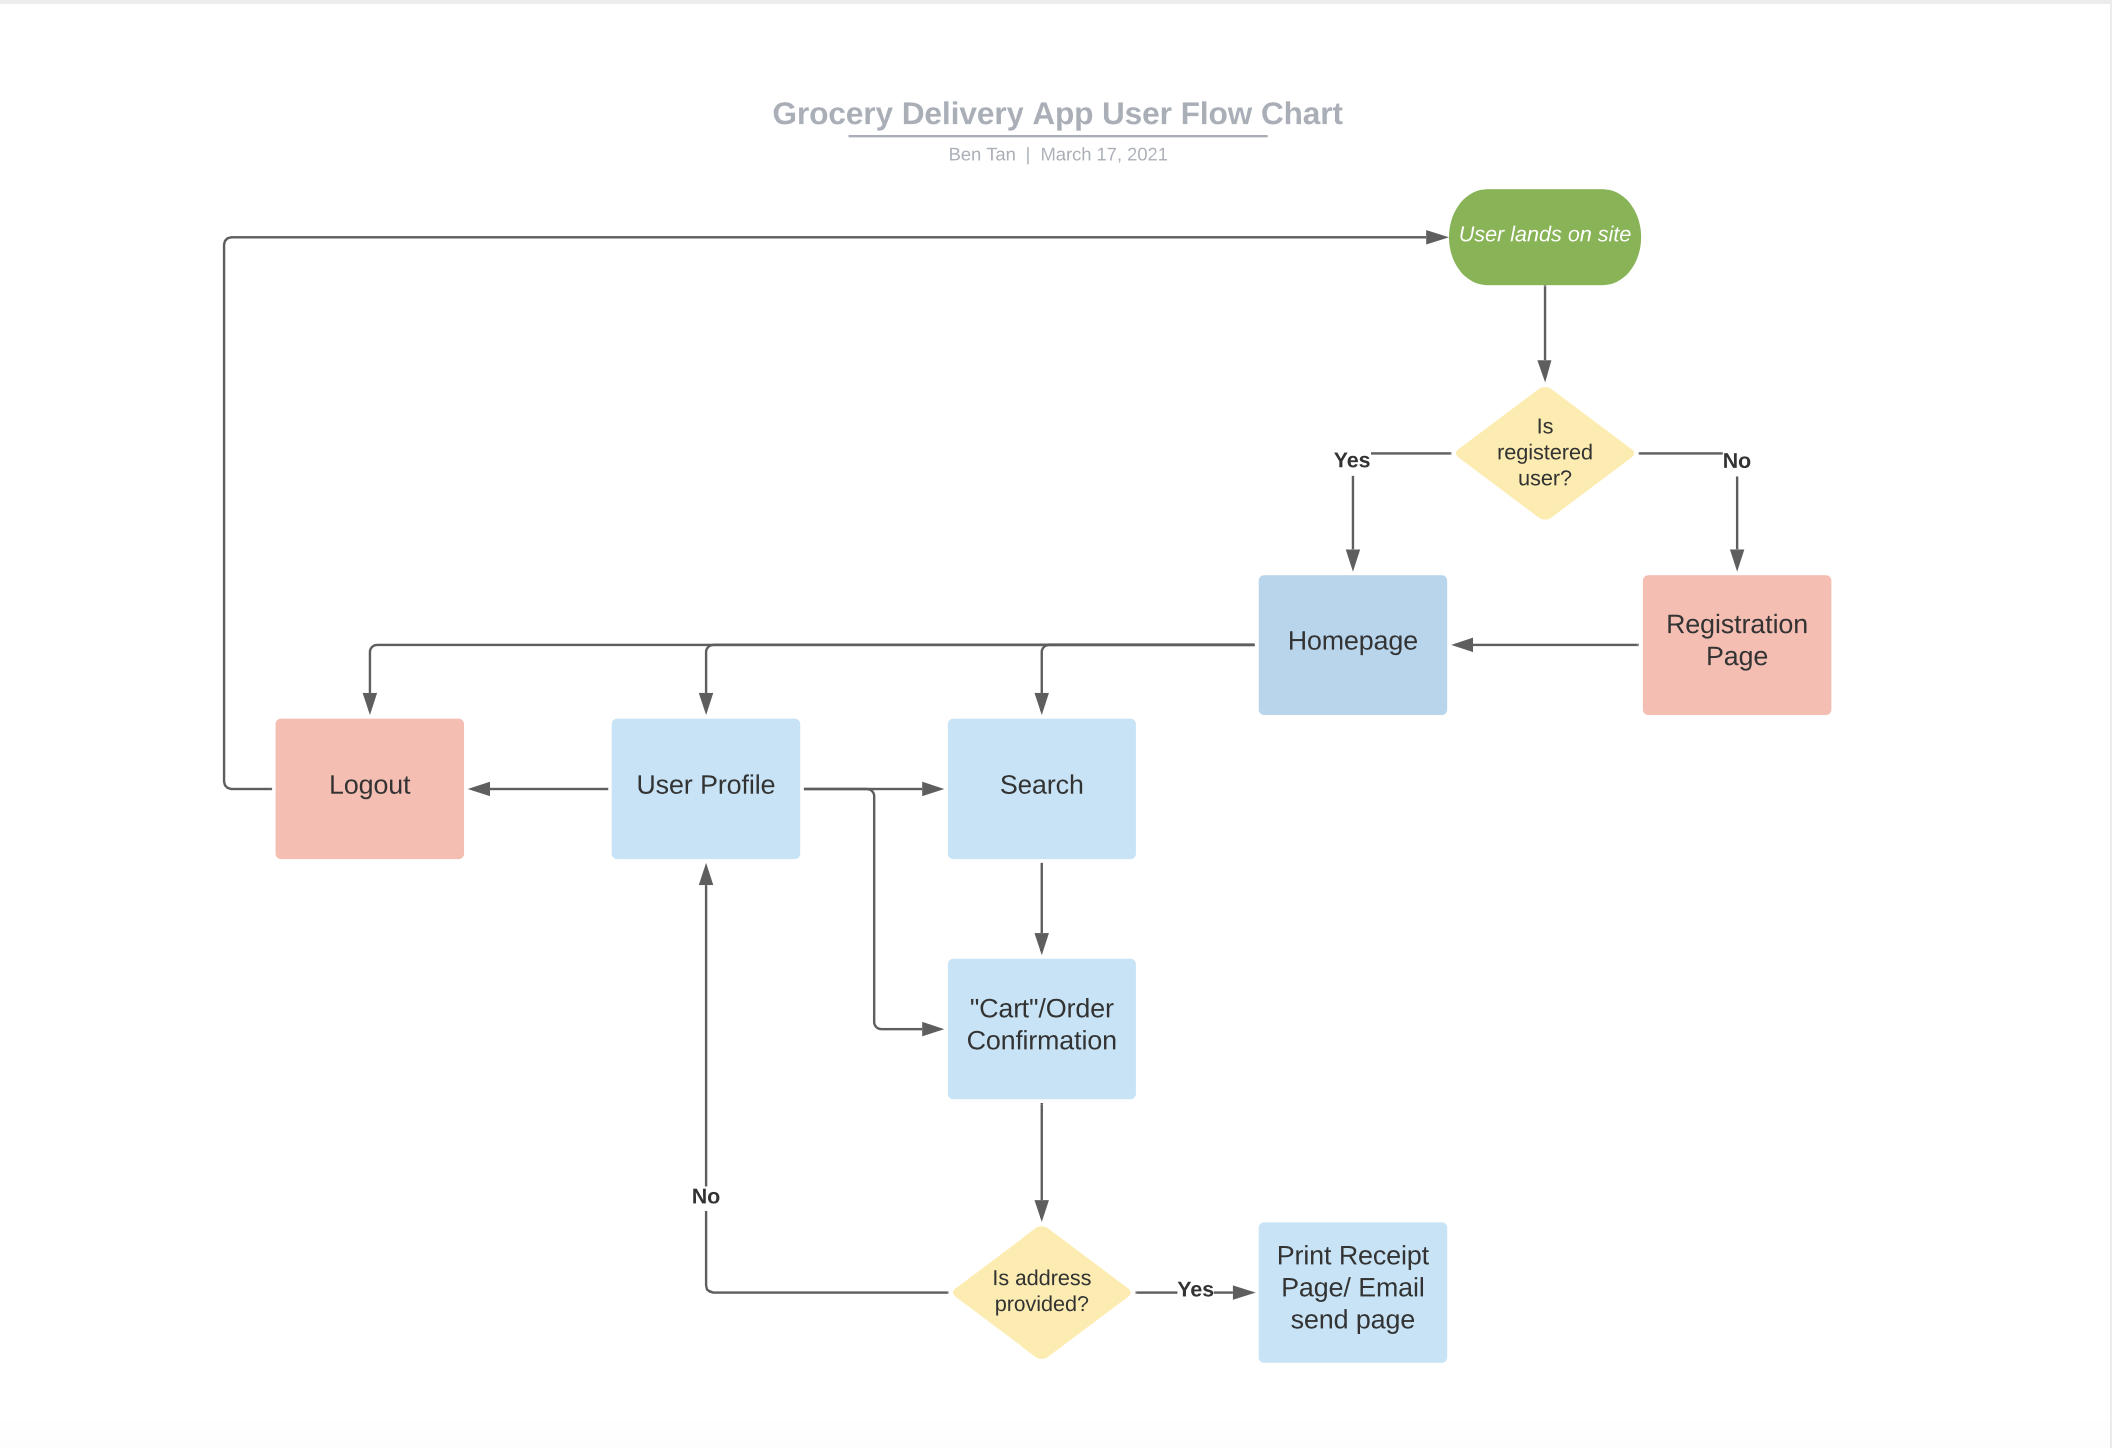 Grocery Delivery App User Flow Chart
Ben Tan | March 17, 2021
User lands on site
Is
registered
user?
Yes
No
Homepage
Registration
Page
Logout
User Profile
Search
"Cart"/Order
Confirmation
No
Is address
provided?
Yes
Print Receipt
Page/ Email
send page